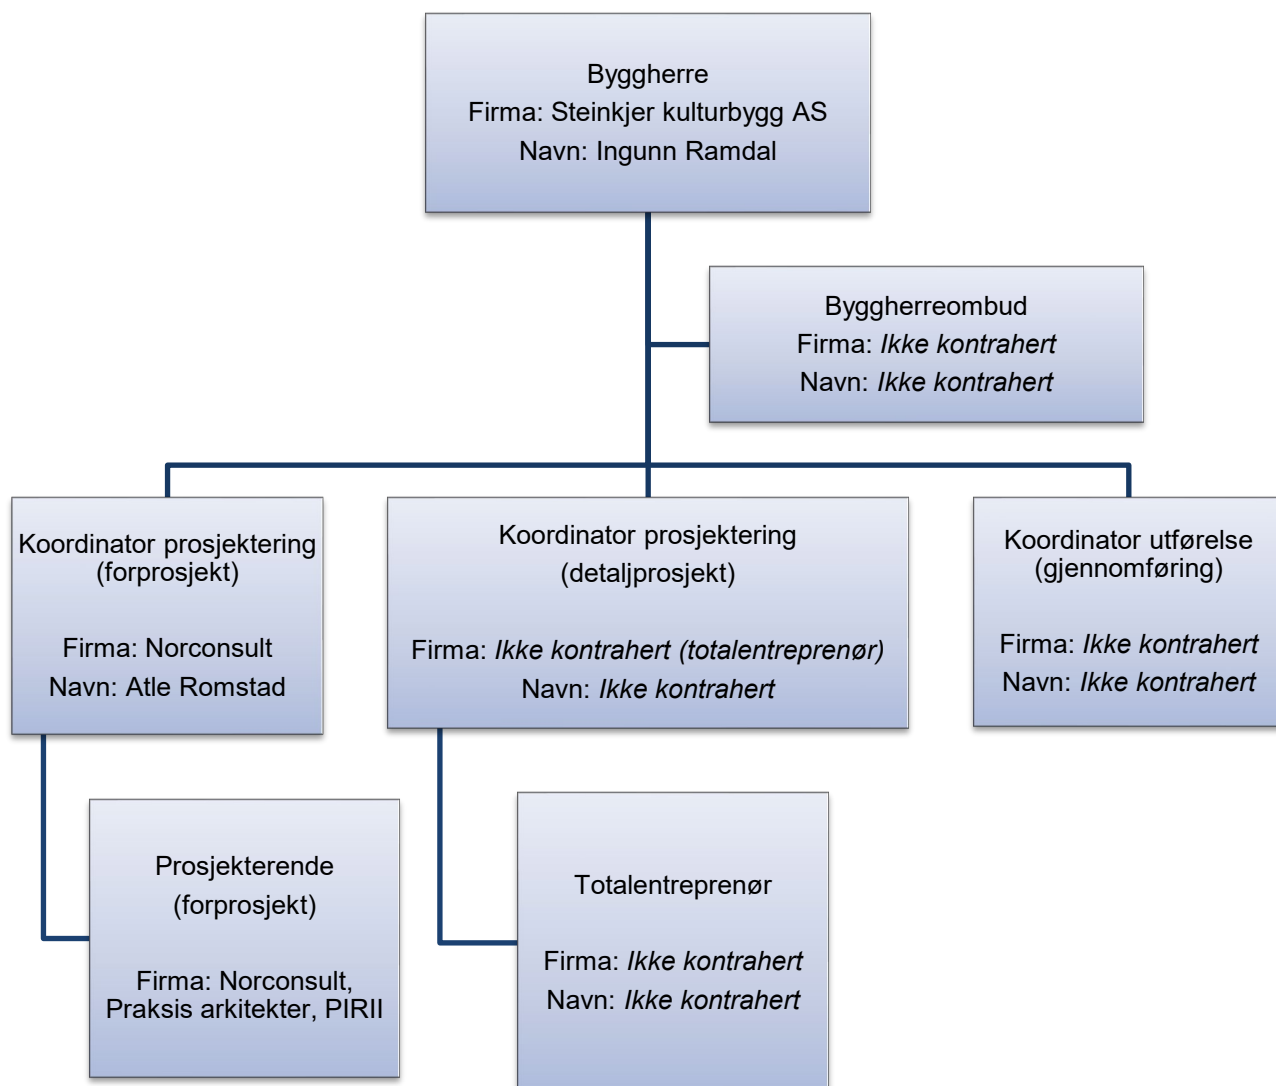 Byggherre
Firma: Steinkjer kulturbygg AS
Navn: Ingunn Ramdal
Byggherreombud
Firma: Ikke kontrahert
Navn: Ikke kontrahert
Koordinator prosjektering
(forprosjekt)
Firma: Norconsult
Navn: Atle Romstad
Koordinator prosjektering
(detaljprosjekt)
Firma: Ikke kontrahert (totalentreprenør)
Navn: Ikke kontrahert
Koordinator utførelse
(gjennomføring)
Firma: Ikke kontrahert
Navn: Ikke kontrahert
Prosjekterende
(forprosjekt)
Firma: Norconsult,
Praksis arkitekter, PIRII
Totalentreprenør
Firma: Ikke kontrahert
Navn: Ikke kontrahert